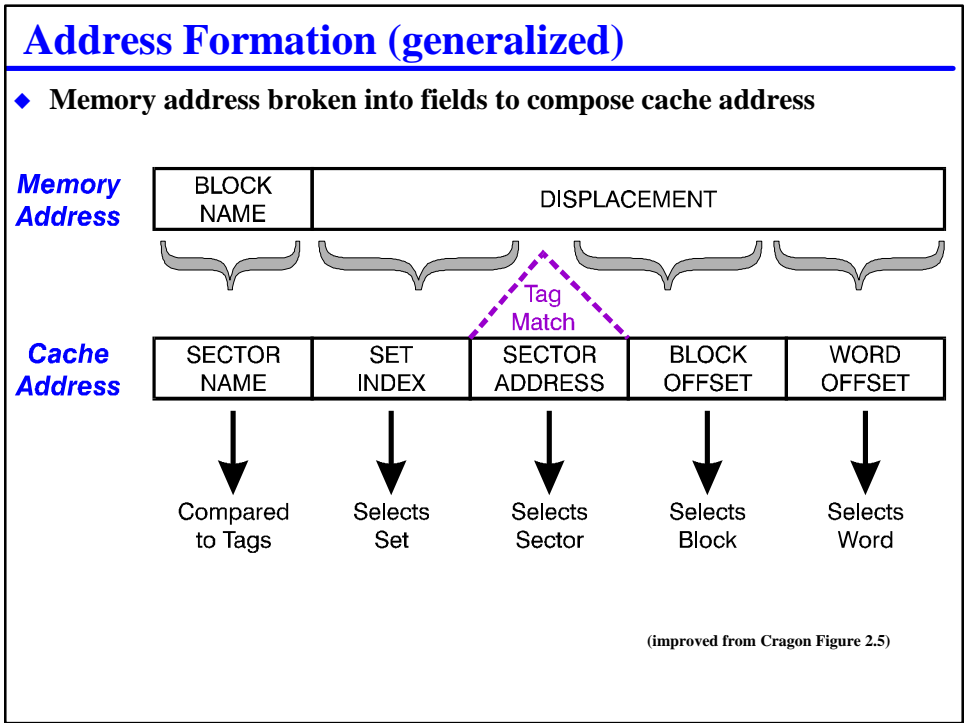 Address Formation (generalized)
◆ Memory address broken into fields to compose cache address
Memory
Address
BLOCK
NAME
DISPLACEMENT
Tag
Match
Cache
Address
SECTOR
NAME
SET
INDEX
SECTOR
ADDRESS
BLOCK
OFFSET
WORD
OFFSET
Compared
to Tags
Selects
Set
Selects
Sector
Selects
Block
Selects
Word
(improved from Cragon Figure 2.5)